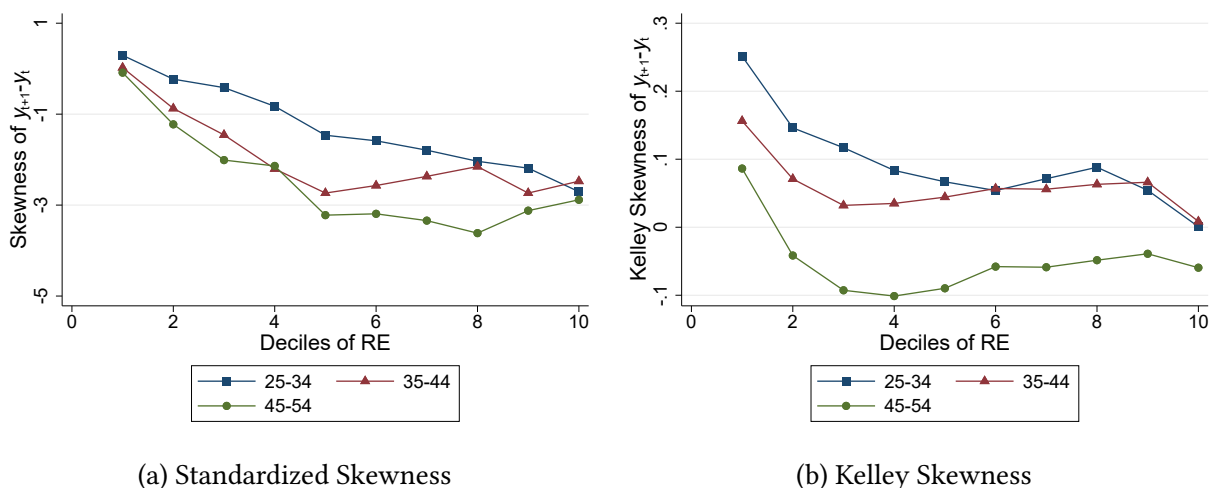 1
-1
-3
-5
Skewness of yt+1-yt
0 2 4 6 8 10
Deciles of RE
25-34 35-44
45-54
(a) Standardized Skewness
.3
.2
.1
0
-.1
Kelley Skewness of yt+1-yt
0 2 4 6 8 10
Deciles of RE
25-34 35-44
45-54
(b) Kelley Skewness